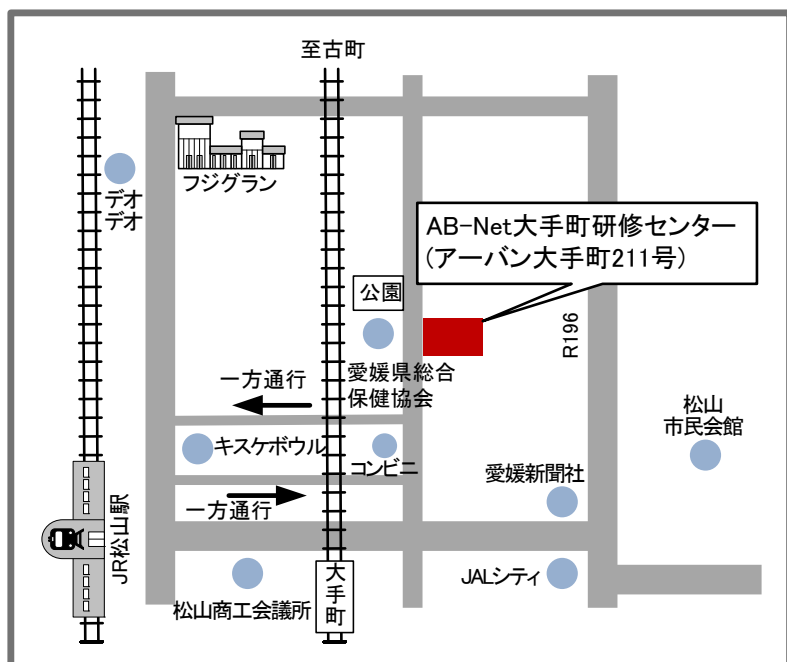 至古町
デオ
デオ
フジグラン
AB-Net大手町研修センター
(アーバン大手町211号)
公園
R196
愛媛県総合
保健協会
一方通行
松山
市民会館
キスケボウル
コンビニ
愛媛新聞社
一方通行
JR松山駅
大手町
JALシティ
松山商工会議所